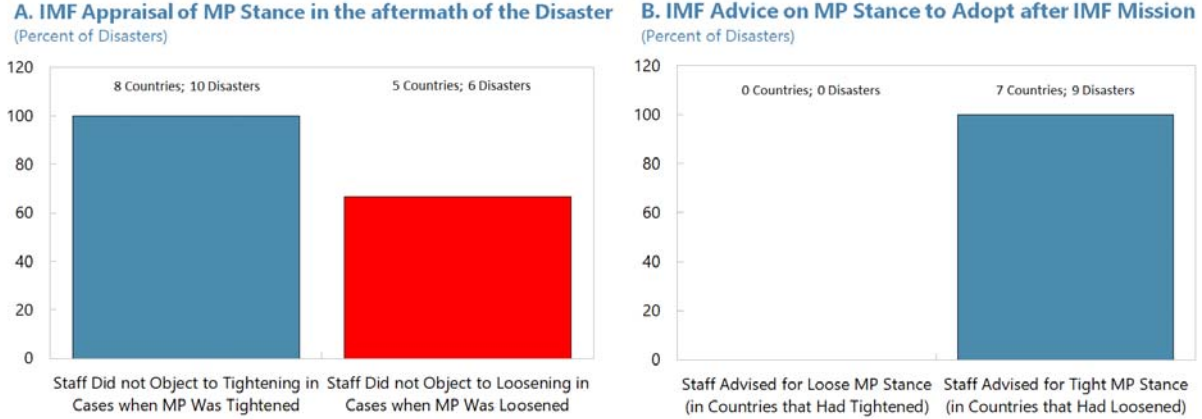 A. IMF Appraisal of MP Stance in the aftermath of the Disaster
(Percent of Disasters)
120
100
80
60
40
20
0
8 Countries; 10 Disasters
5 Countries; 6 Disasters
Staff Did not Object to Tightening in
Cases when MP Was Tightened
Staff Did not Object to Loosening in
Cases when MP Was Loosened
B. IMF Advice on MP Stance to Adopt after IMF Mission
(Percent of Disasters)
120
100
80
60
40
20
0
0 Countries; 0 Disasters
7 Countries; 9 Disasters
Staff Advised for Loose MP Stance
(in Countries that Had Tightened)
Staff Advised for Tight MP Stance
(in Countries that Had Loosened)